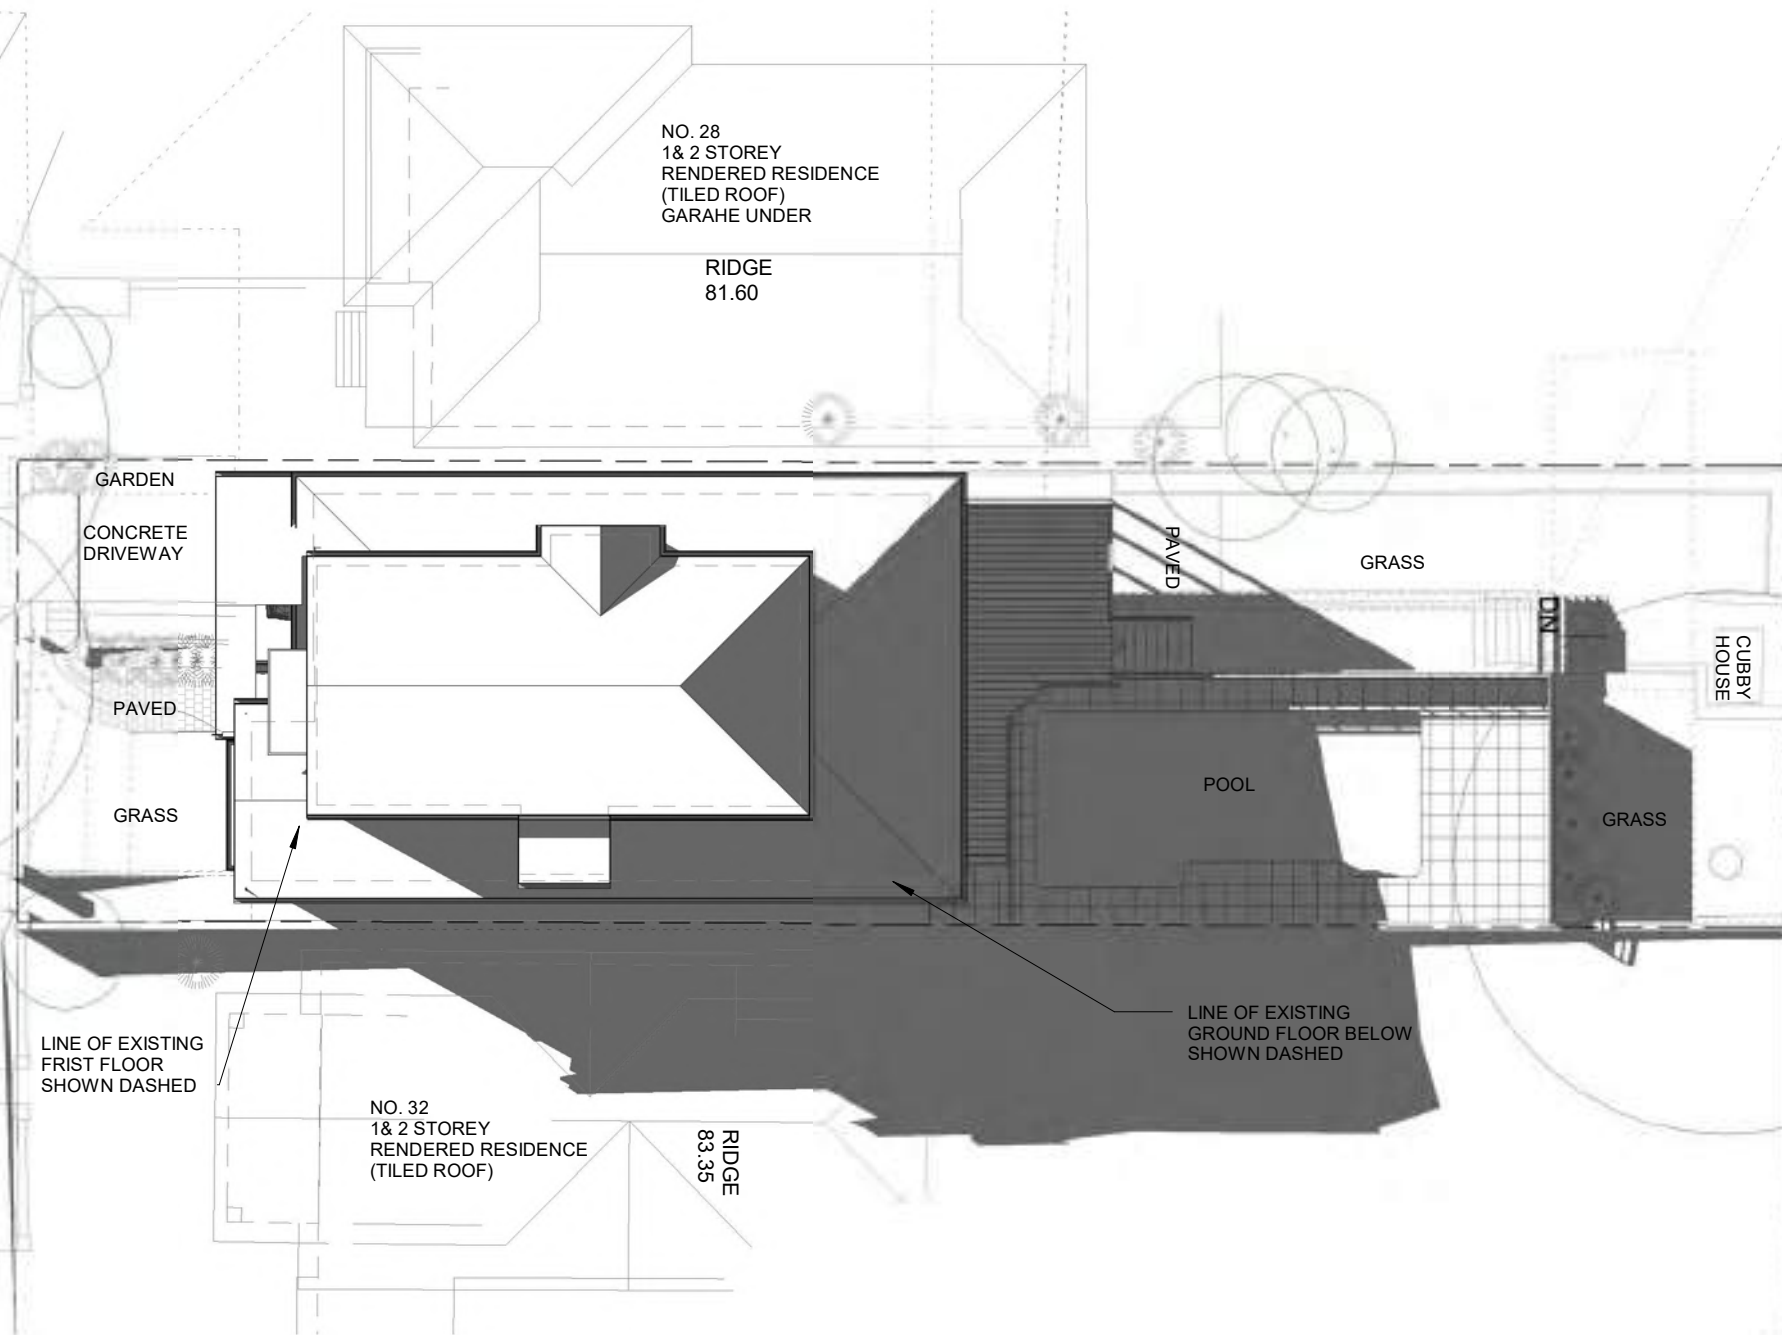 NO. 28
1& 2 STOREY
RENDERED RESIDENCE
(TILED ROOF)
GARAHE UNDER
RIDGE
81.60
GARDEN
CONCRETE
DRIVEWAY
PAVED
GRASS
PAVED
GRASS
DN
CUBBY
HOUSE
POOL
GRASS
LINE OF EXISTING
FRIST FLOOR
SHOWN DASHED
LINE OF EXISTING
GROUND FLOOR BELOW
SHOWN DASHED
NO. 32
1& 2 STOREY
RENDERED RESIDENCE
(TILED ROOF)
RIDGE
83.35